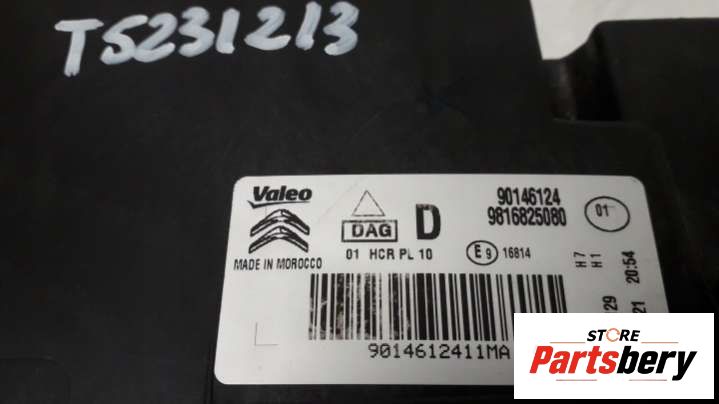 T5231213
Valeo
MADE IN MOROCCO
DAG
01 HCR PL 10
D
90146124
9816825080
01
E9 16814
H7
H1
20:54
29
21
9014612411MA
STORE
Partsbery